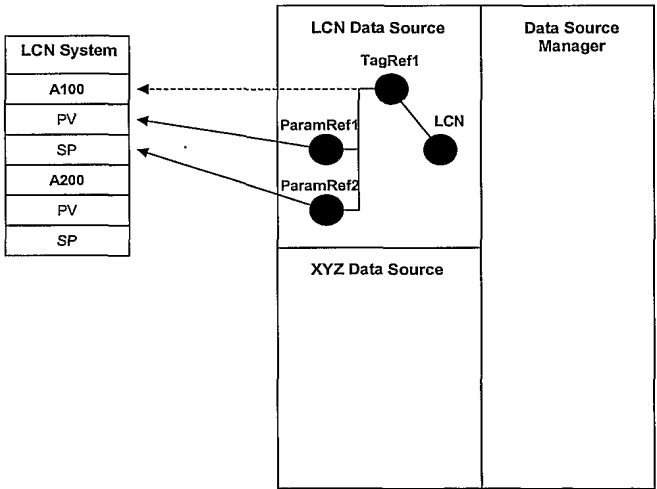 LCN System
A100
PV
SP
A200
PV
SP
LCN Data Source
TagRef1
LCN
ParamRef1
ParamRef2
XYZ Data Source
Data Source
Manager